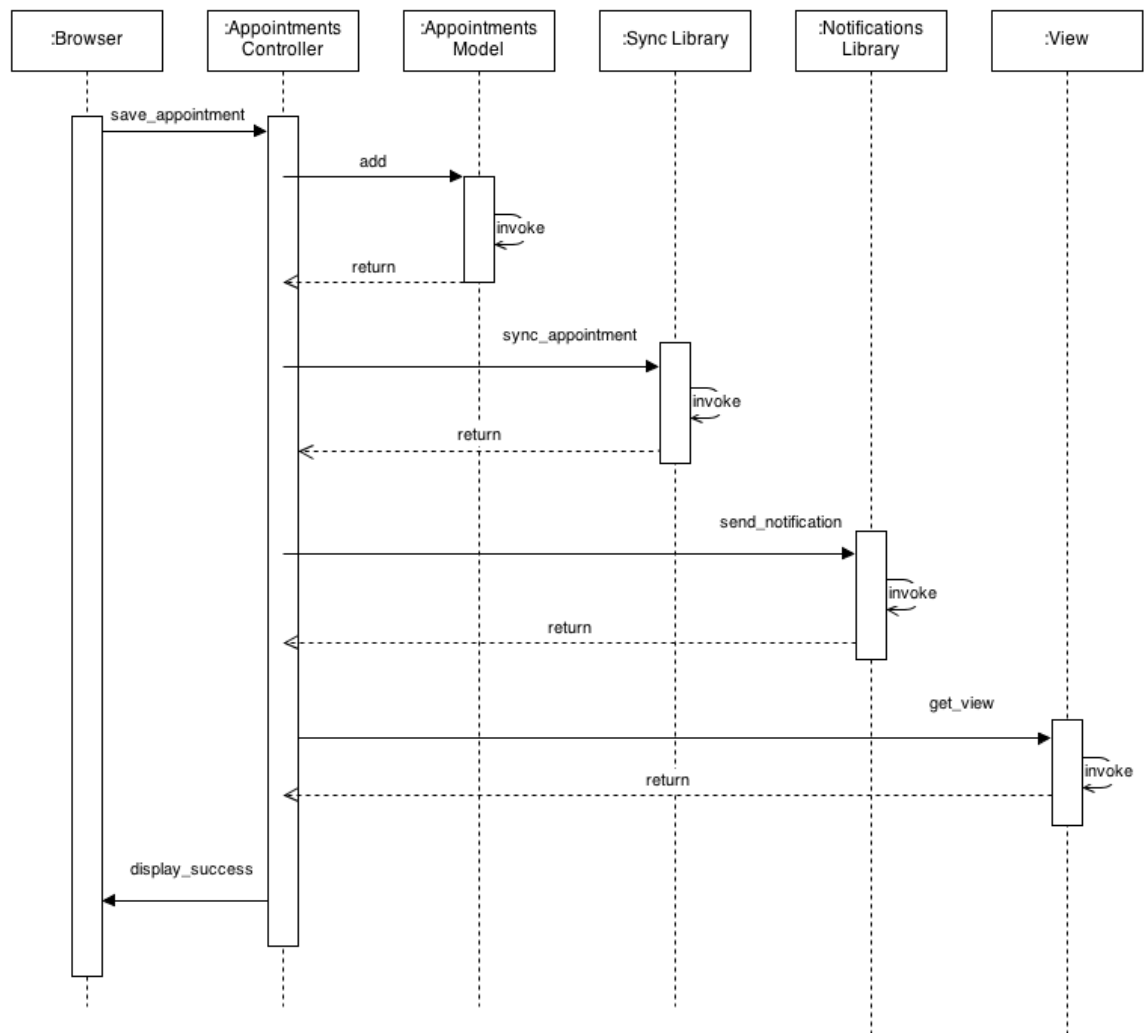 :Browser
:Appointments
Controller
:Appointments
Model
:Sync Library
:Notifications
Library
:View
save_appointment
add
invoke
return
sync_appointment
invoke
return
send_notification
invoke
return
get_view
invoke
return
display_success